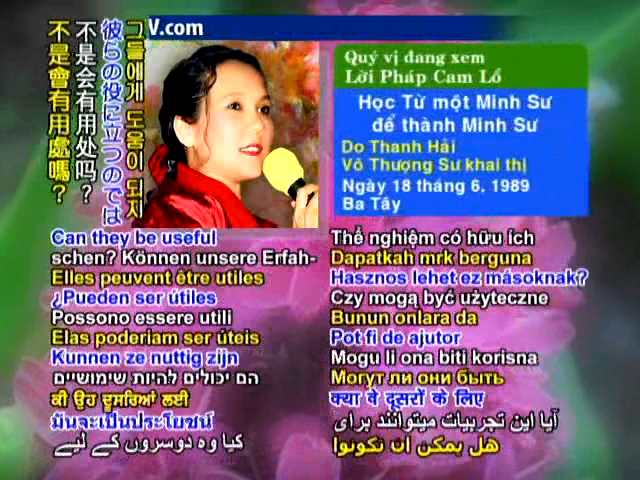 V.com
그들에게 도움이 되지
彼らの役に立つのでは
不是会有用处吗？
不是會有用處嗎？
Quý vị đang xem
Lời Pháp Cam Lồ
Học Từ một Minh Sư
để thành Minh Sư
Do Thanh Hải
Vô Thượng Sư khai thị
Ngày 18 tháng 6, 1989
Ba Tây
Can they be useful
schen? Können unsere Erfah-
Elles peuvent être utiles
¿Pueden ser útiles
Possono essere utili
Elas poderiam ser úteis
Kunnen ze nuttig zijn
הם יכולים להיות שימושיים
ਕੀ ਉਹ ਦੂਸਰਿਆਂ ਲਈ
มันจะเป็นประโยชน์
کیا وہ دوسروں کے لیے
Thể nghiệm có hữu ích
Dapatkah mrk berguna
Hasznos lehet ez másoknak?
Czy mogą być użyteczne
Bunun onlara da
Pot fi de ajutor
Mogu li ona biti korisna
Могут ли они быть
क्या वे दूसरों के लिए
آیا این تجربیات میتوانند برای
هل يمكن ان تكونوا